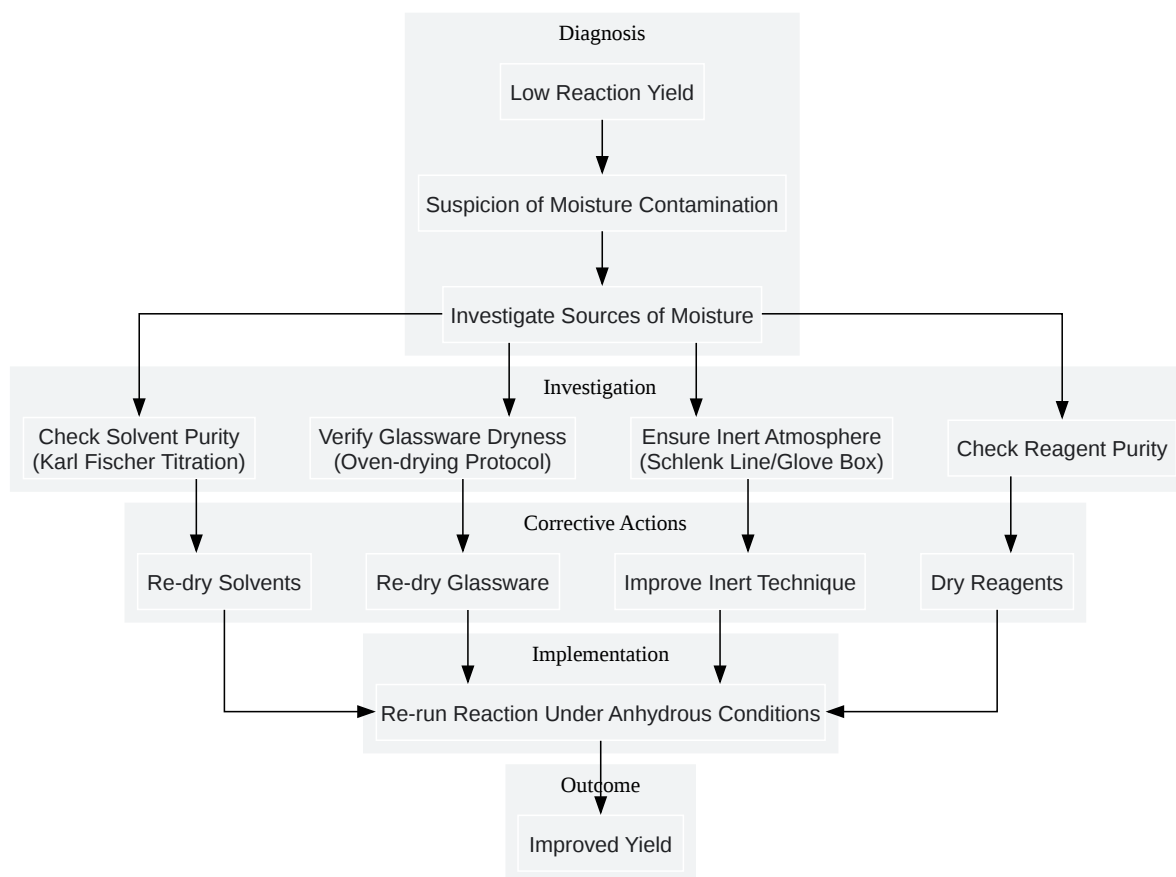 Diagnosis
Low Reaction Yield
Suspicion of Moisture Contamination
Investigate Sources of Moisture
Investigation
Check Solvent Purity
(Karl Fischer Titration)
Verify Glassware Dryness
(Oven-drying Protocol)
Ensure Inert Atmosphere
(Schlenk Line/Glove Box)
Check Reagent Purity
Corrective Actions
Re-dry Solvents
Re-dry Glassware
Improve Inert Technique
Dry Reagents
Implementation
Re-run Reaction Under Anhydrous Conditions
Outcome
Improved Yield